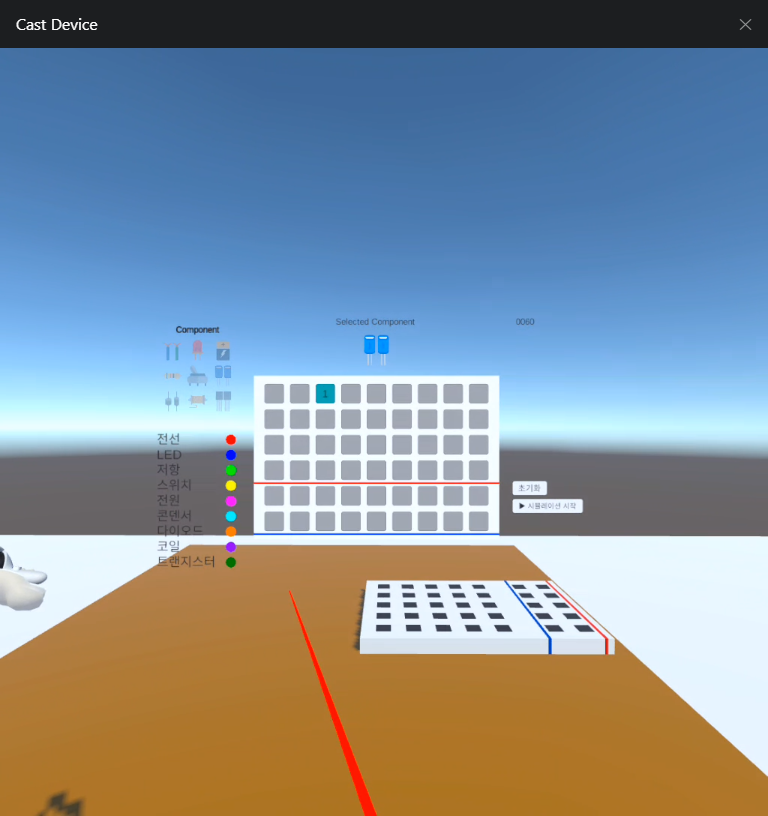 Cast Device
Selected Component
0060
Component
1
전선
LED
저항
스위치
전원
콘덴서
다이오드
코일
트랜지스터
초기화
▶ 시뮬레이션 시작